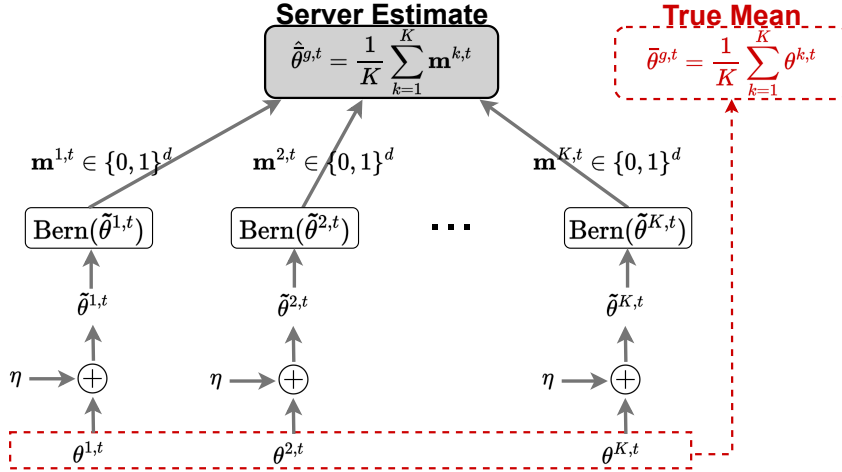 Server Estimate
True Mean
$\hat{\bar{\theta}}^{g,t} = \frac{1}{K} \sum_{k=1}^{K} \mathbf{m}^{k,t}$
$\bar{\theta}^{g,t} = \frac{1}{K} \sum_{k=1}^{K} \theta^{k,t}$
$\mathbf{m}^{1,t} \in \{0,1\}^d$
$\mathbf{m}^{2,t} \in \{0,1\}^d$
$\mathbf{m}^{K,t} \in \{0,1\}^d$
$\text{Bern}(\tilde{\theta}^{1,t})$
$\text{Bern}(\tilde{\theta}^{2,t})$
...
$\text{Bern}(\tilde{\theta}^{K,t})$
$\tilde{\theta}^{1,t}$
$\tilde{\theta}^{2,t}$
$\tilde{\theta}^{K,t}$
$\eta$ +
$\eta$ +
$\eta$ +
$\theta^{1,t}$
$\theta^{2,t}$
$\theta^{K,t}$